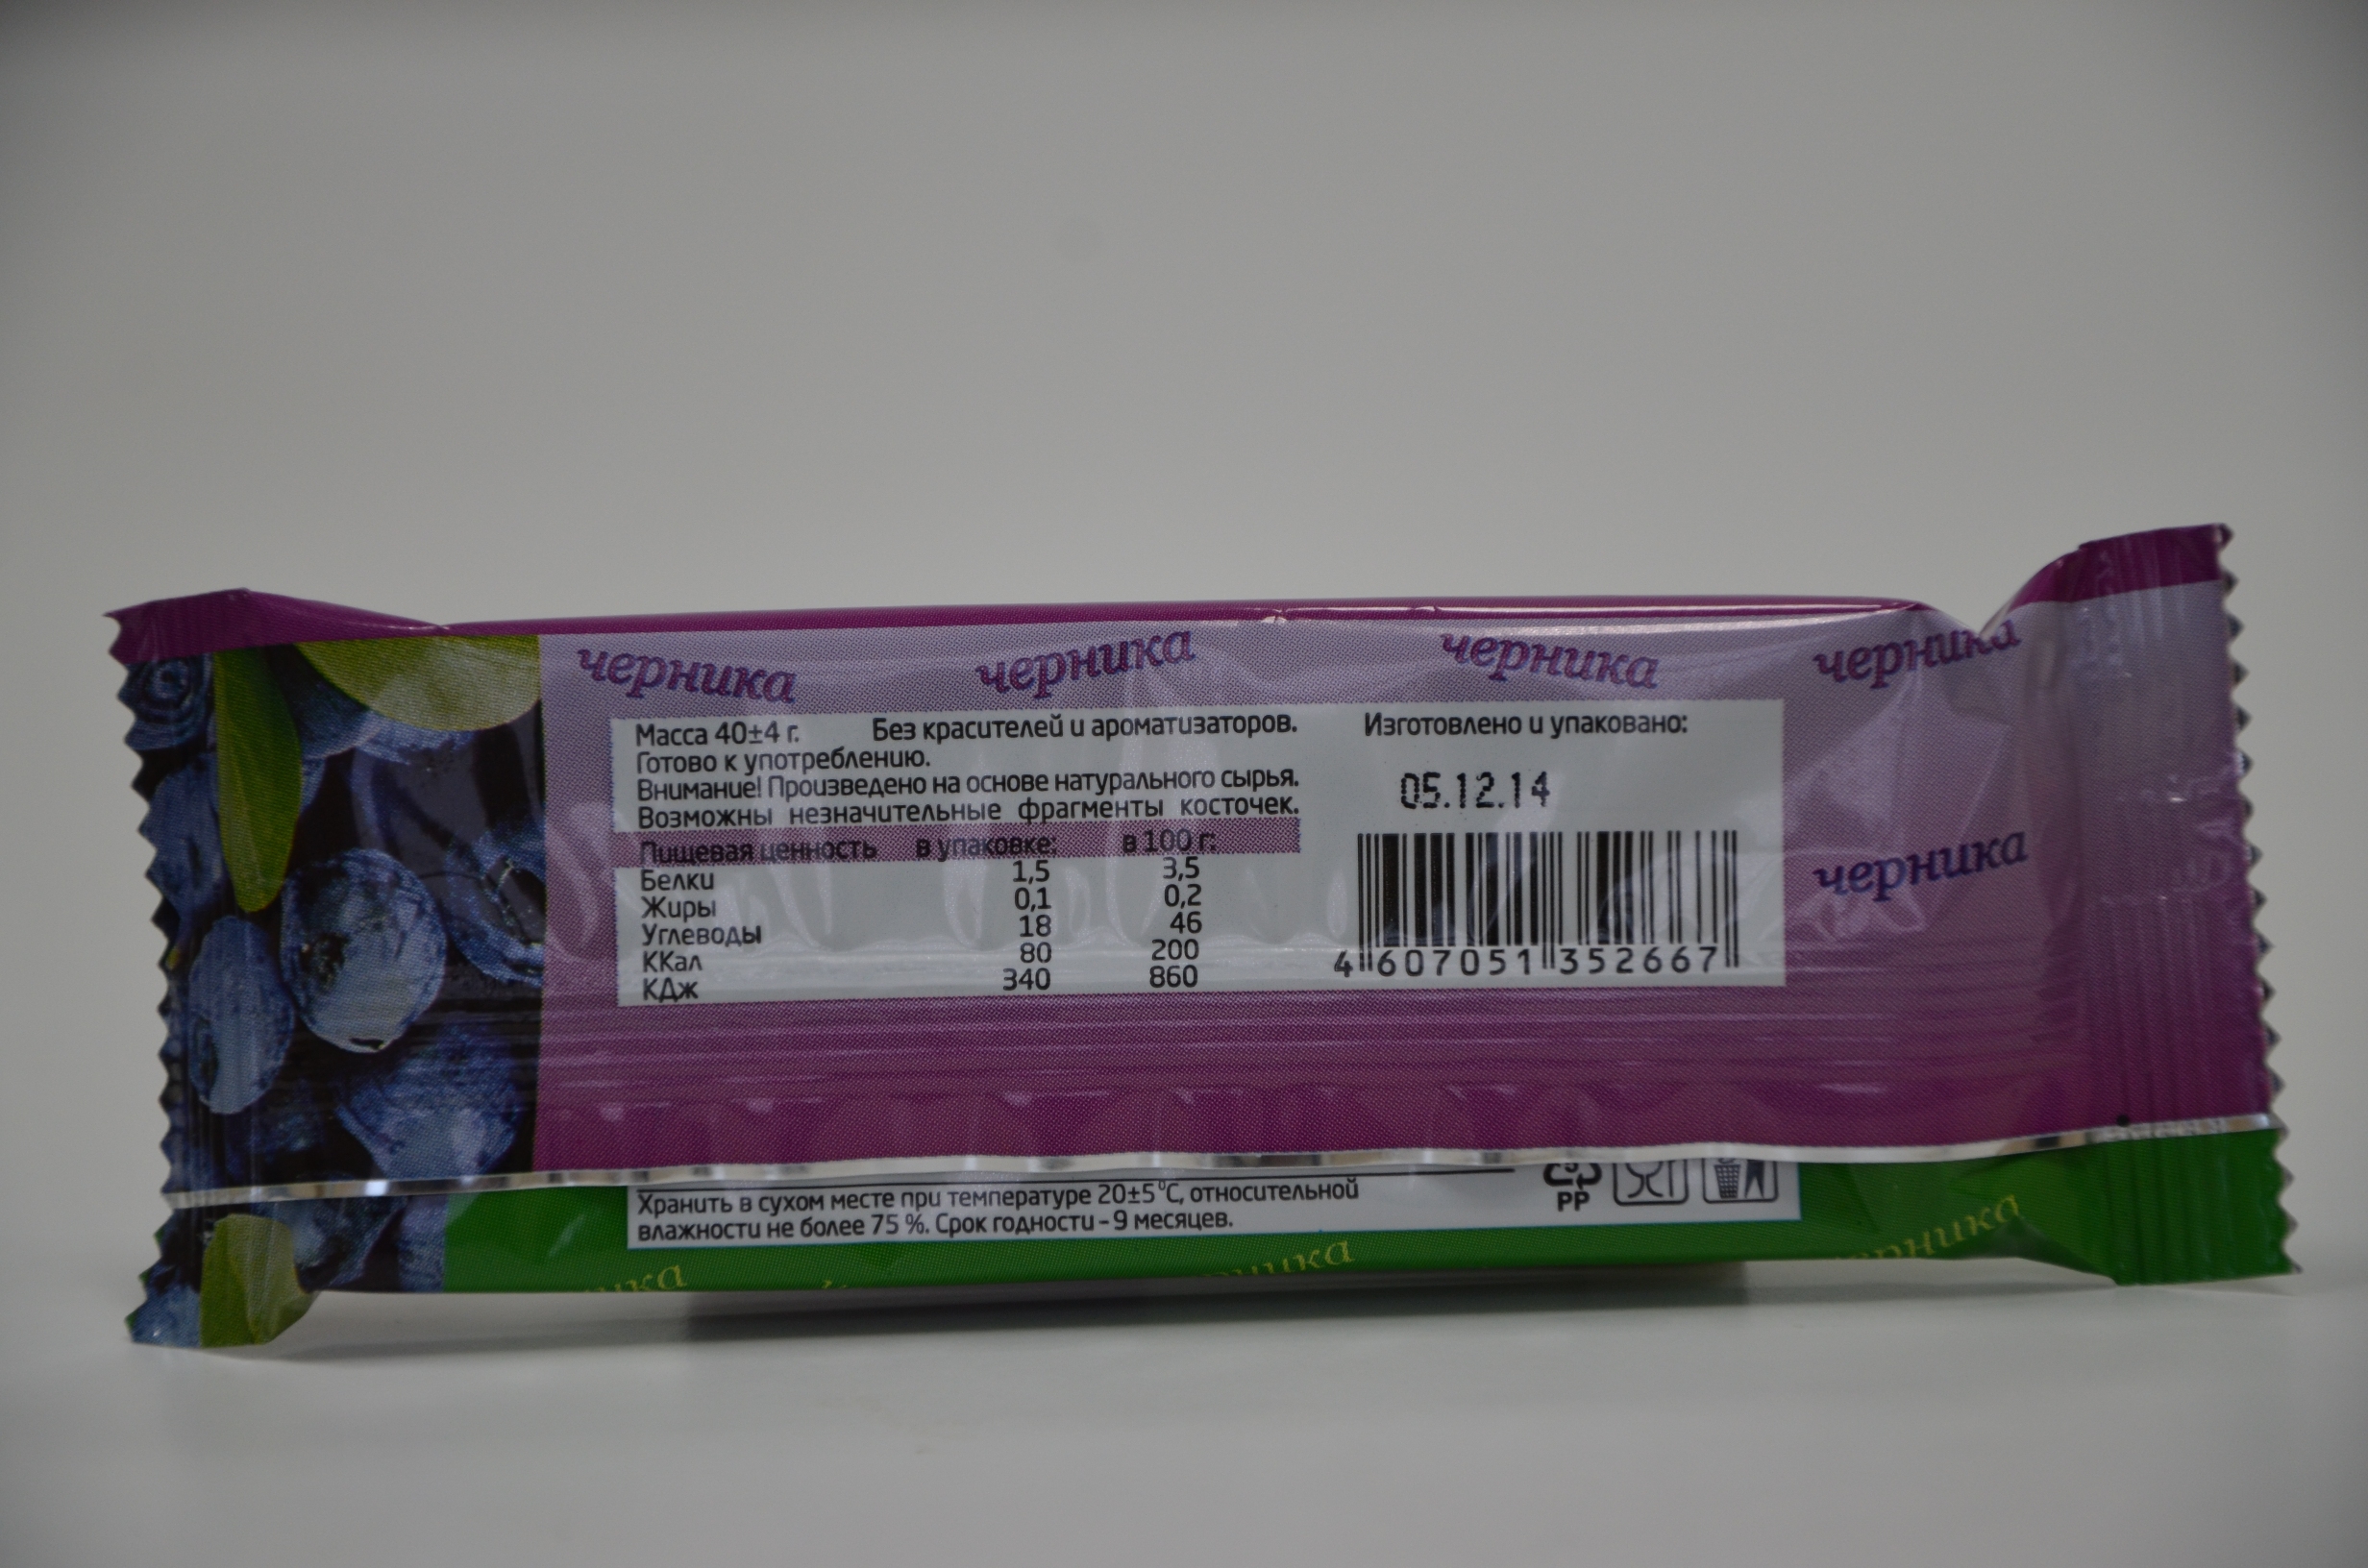 черника черника черника черника
Масса 40±4 г. Без красителей и ароматизаторов.
Готово к употреблению.
Внимание! Произведено на основе натурального сырья.
Возможны незначительные фрагменты косточек.
Пищевая ценность в упаковке: в 100 г:
Белки 1,5 3,5
Жиры 0,1 0,2
Углеводы 18 46
ККал 80 200
КДж 340 860
Изготовлено и упаковано:
05.12.14
4 607051 352667
черника
Хранить в сухом месте при температуре 20±5°С, относительной
влажности не более 75 %. Срок годности – 9 месяцев.
PP